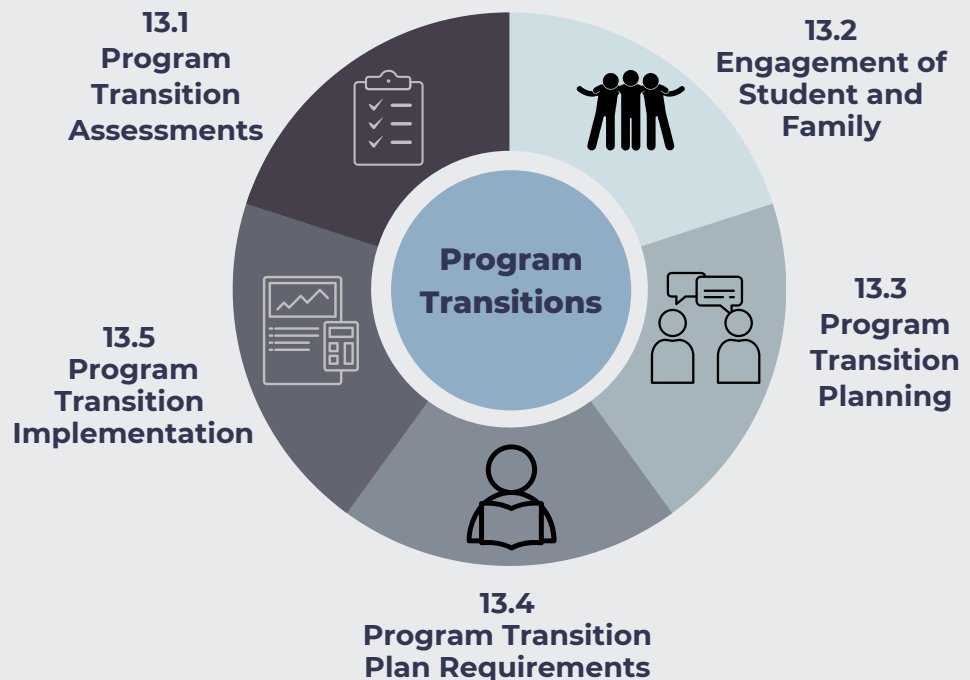 13.1
Program
Transition
Assessments
13.2
Engagement of
Student and
Family
Program
Transitions
13.3
Program
Transition
Planning
13.5
Program
Transition
Implementation
13.4
Program Transition
Plan Requirements